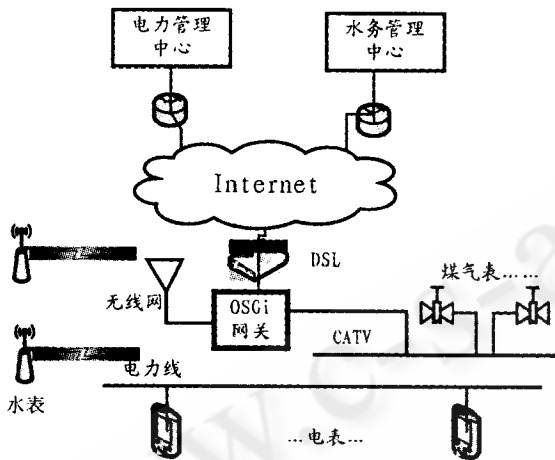 电力管理
中心
水务管理
中心
Internet
DSL
煤气表……
无线网
OSGi
网关
CATV
电力线
水表
…电表…